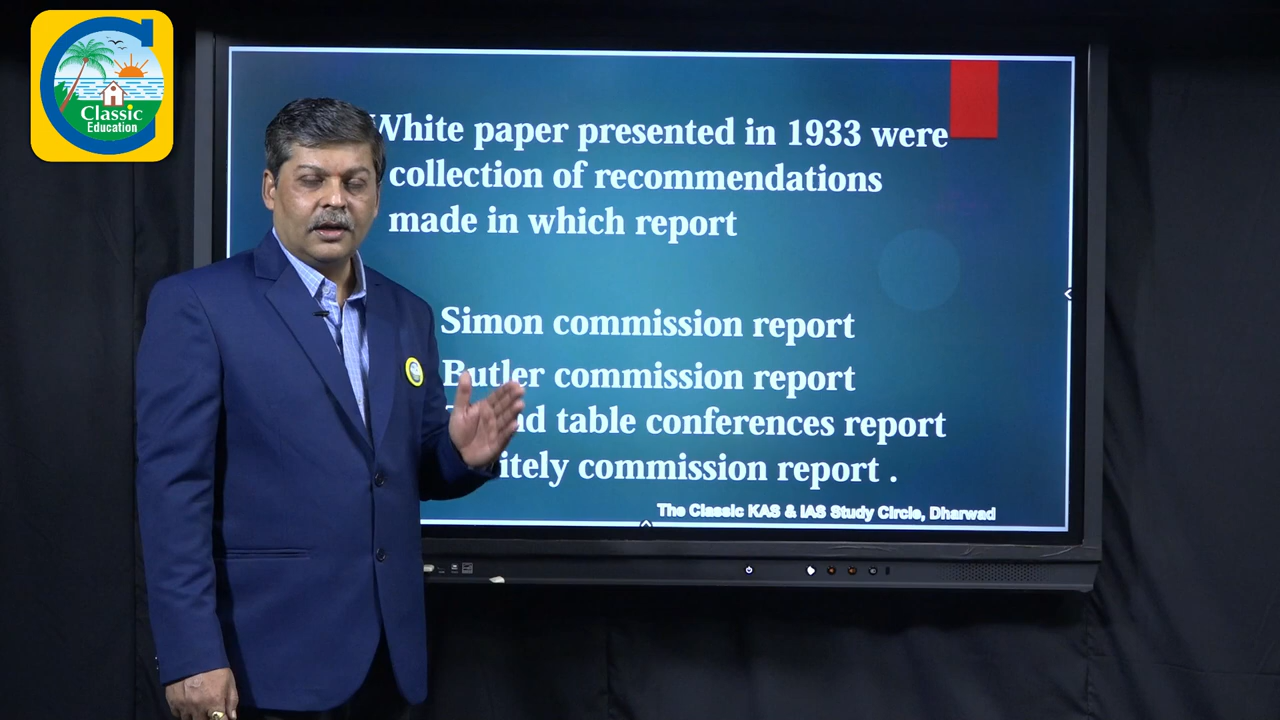 Classic
Education
White paper presented in 1933 were
collection of recommendations
made in which report
Simon commission report
Butler commission report
table conferences report
commission report .
The Classic KAS & IAS Study Circle, Dharwad